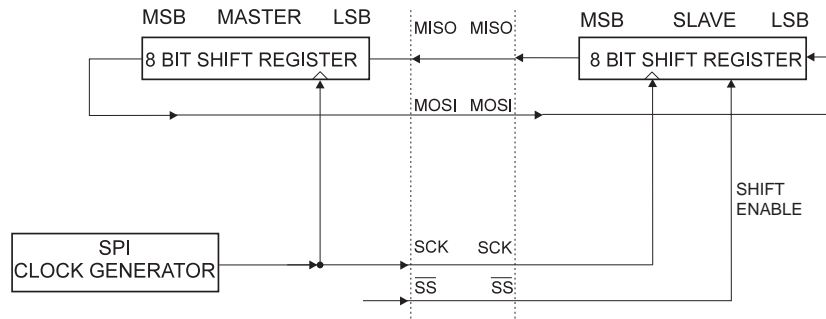 MSB MASTER LSB
MISO MISO
MSB SLAVE LSB
8 BIT SHIFT REGISTER
8 BIT SHIFT REGISTER
MOSI MOSI
SHIFT
ENABLE
SPI
CLOCK GENERATOR
SCK SCK
SS SS